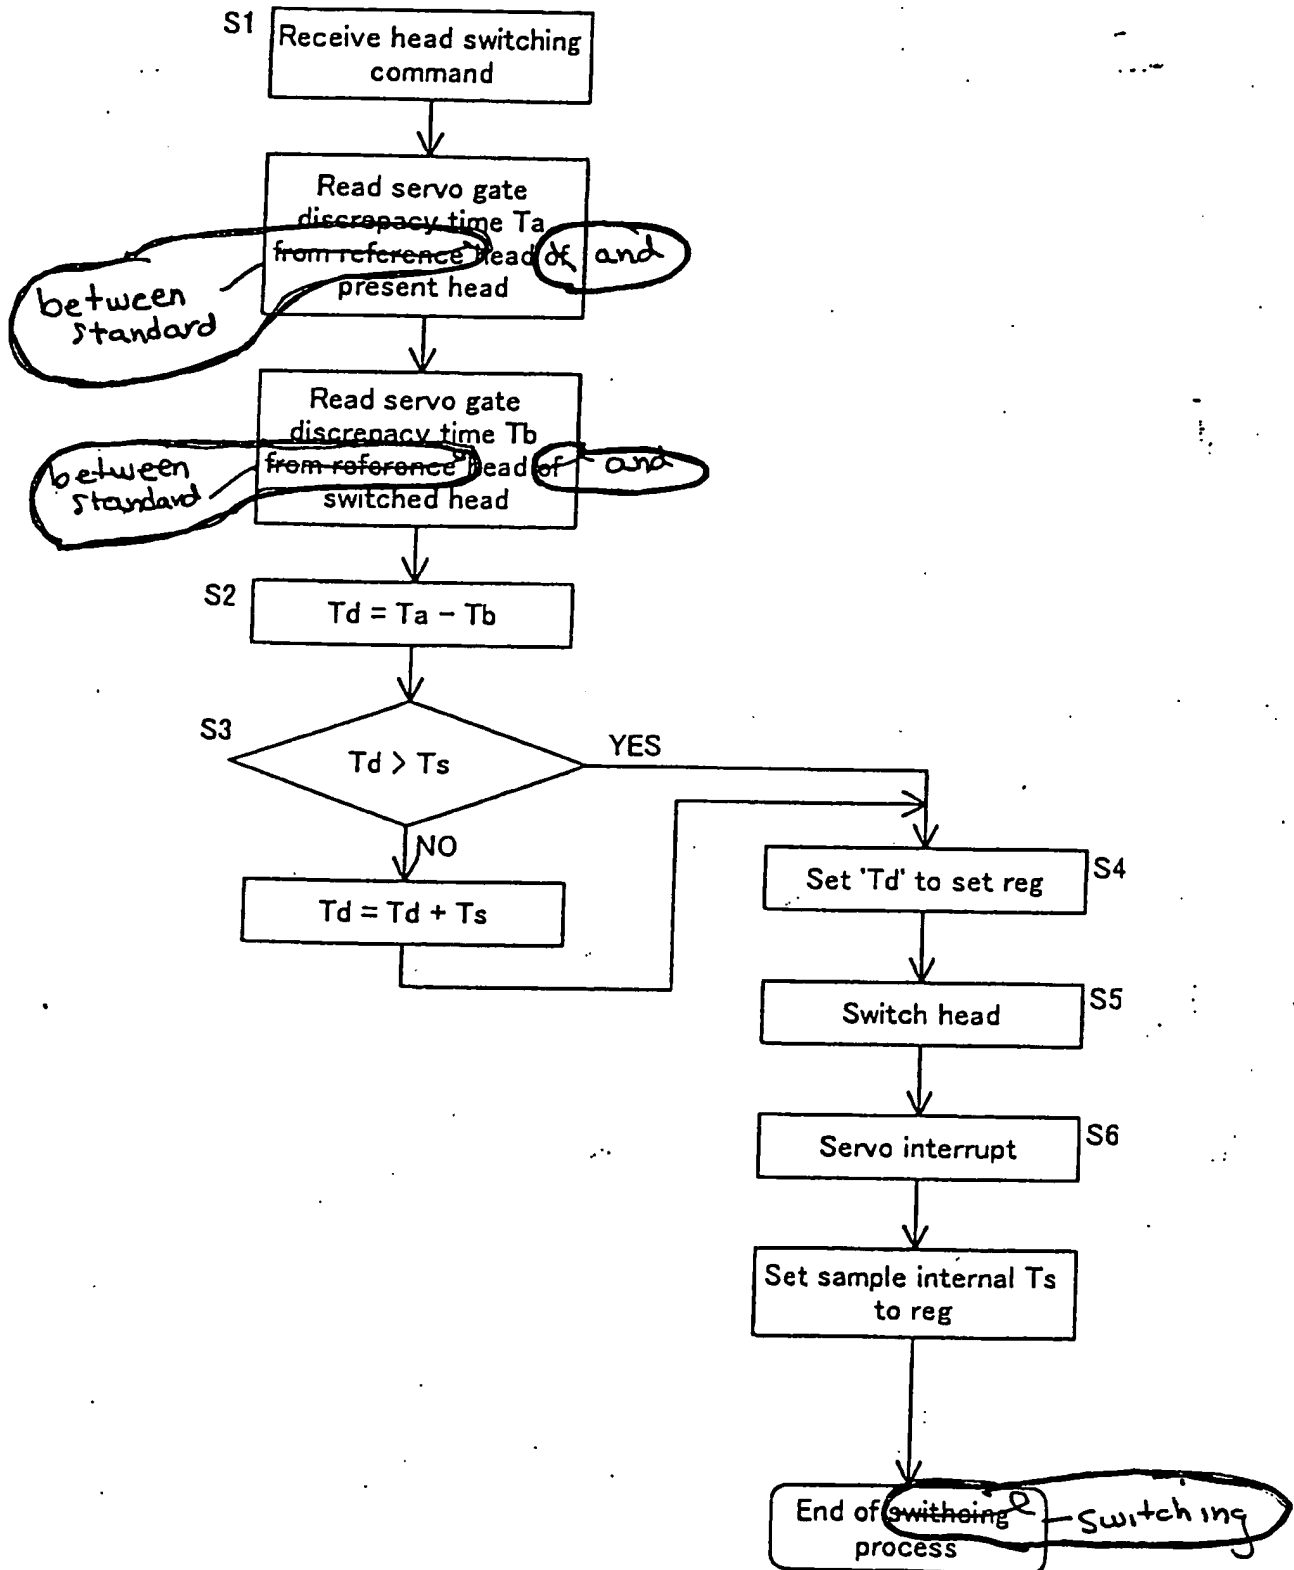 S1
Receive head switching
command
Read servo gate
discrepacy time Ta
from reference head of and
present head
between
standard
Read servo gate
discrepacy time Tb
from reference head of and
switched head
between
standard
S2
Td = Ta - Tb
S3
Td > Ts
YES
NO
Td = Td + Ts
Set 'Td' to set reg
S4
Switch head
S5
Servo interrupt
S6
Set sample internal Ts
to reg
End of swithoing switching
process